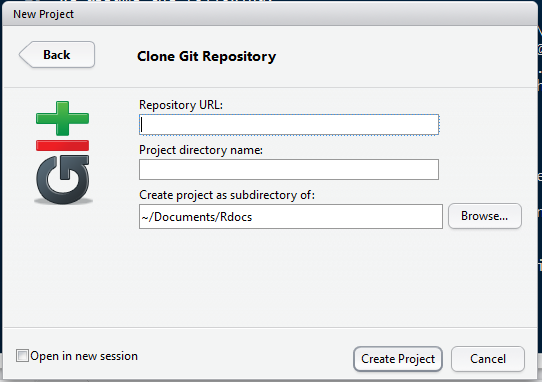 New Project
Back
Clone Git Repository
Repository URL:
Project directory name:
Create project as subdirectory of:
~/Documents/Rdocs
Browse...
Open in new session
Create Project
Cancel